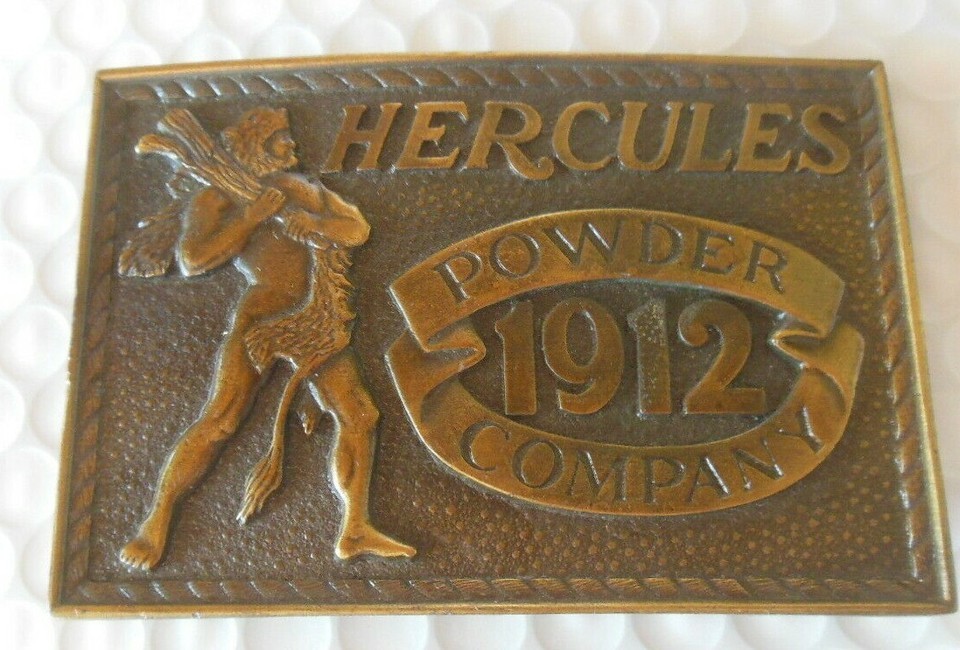 HERCULES
POWDER
1912
COMPANY